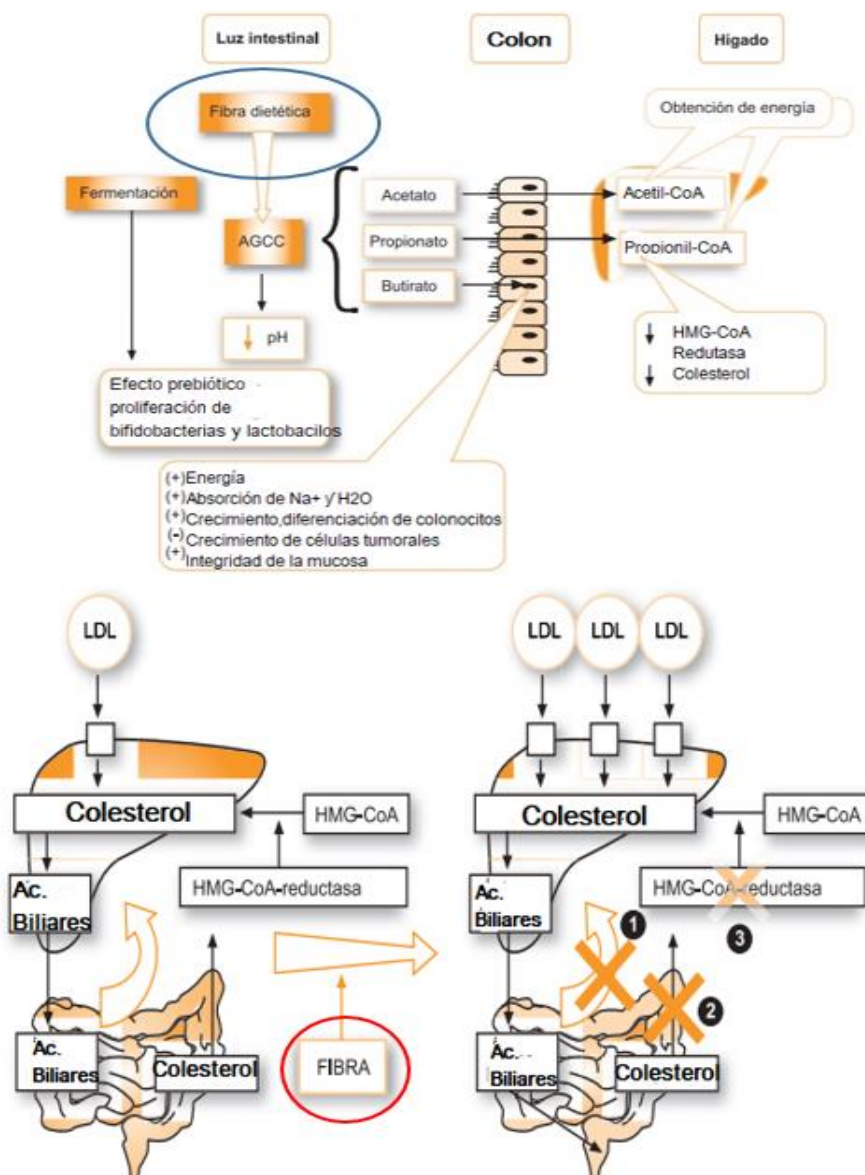 Luz intestinal
Colon
Higado
Fibra dietética
Obtención de energía
Fermentación
AGCC
Acetato
Propionato
Butirato
Acetil-CoA
Propionil-CoA
↓ pH
↓ HMG-CoA
Redutasa
↓ Colesterol
Efecto prebiótico
proliferación de
bifidobacterias y lactobacilos
(+)Energía
(+)Absorción de Na+ y H2O
(+)Crecimiento,diferenciación de colonocitos
(-)Crecimiento de células tumorales
(+)Integridad de la mucosa
LDL
Colesterol
HMG-CoA
HMG-CoA-reductasa
Ac.
Biliares
Ac.
Biliares
Colesterol
FIBRA
LDL
LDL
LDL
Colesterol
HMG-CoA
HMG-CoA-reductasa
Ac.
Biliares
1
3
2
Ac.
Biliares
Colesterol